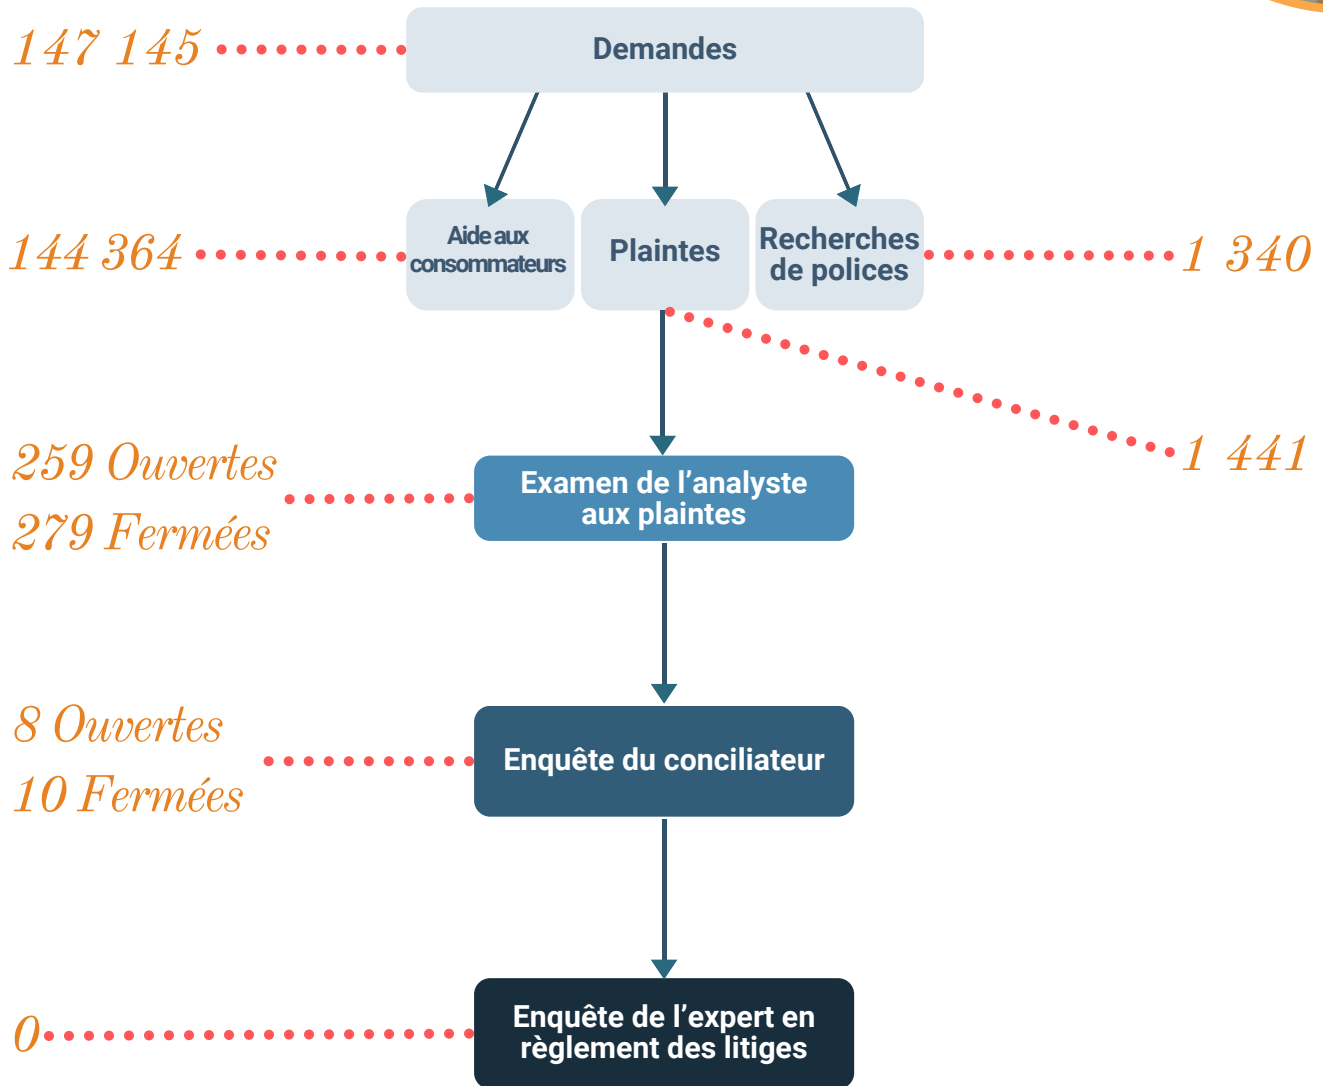 147 145
Demandes
144 364
Aide aux
consommateurs
Plaintes
Recherches
de polices
1 340
1 441
259 Ouvertes
279 Fermées
Examen de l’analyste
aux plaintes
8 Ouvertes
10 Fermées
Enquête du conciliateur
0
Enquête de l’expert en
règlement des litiges